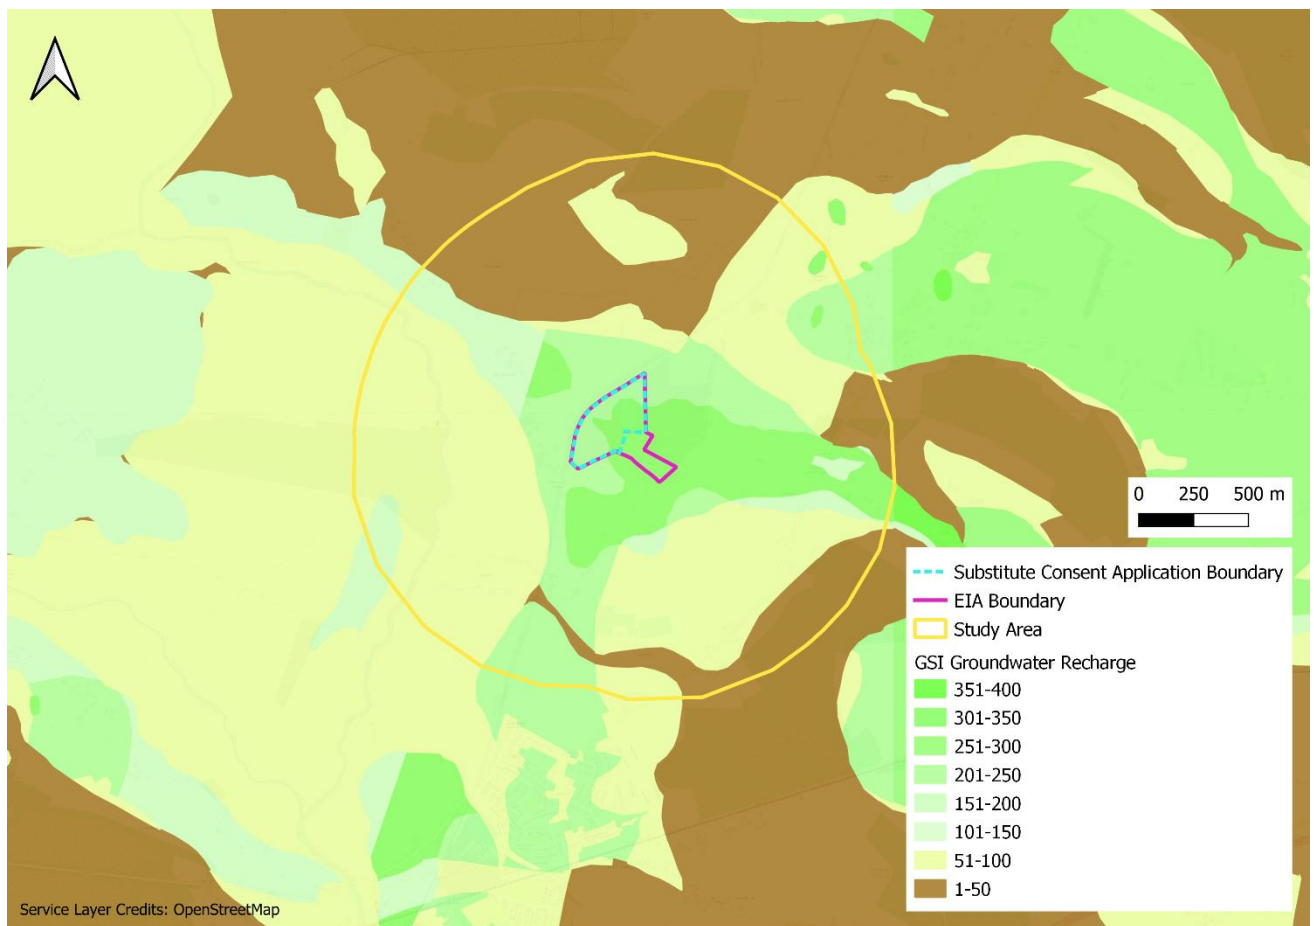 0 250 500 m
Substitute Consent Application Boundary
EIA Boundary
Study Area
GSI Groundwater Recharge
351-400
301-350
251-300
201-250
151-200
101-150
51-100
1-50
Service Layer Credits: OpenStreetMap